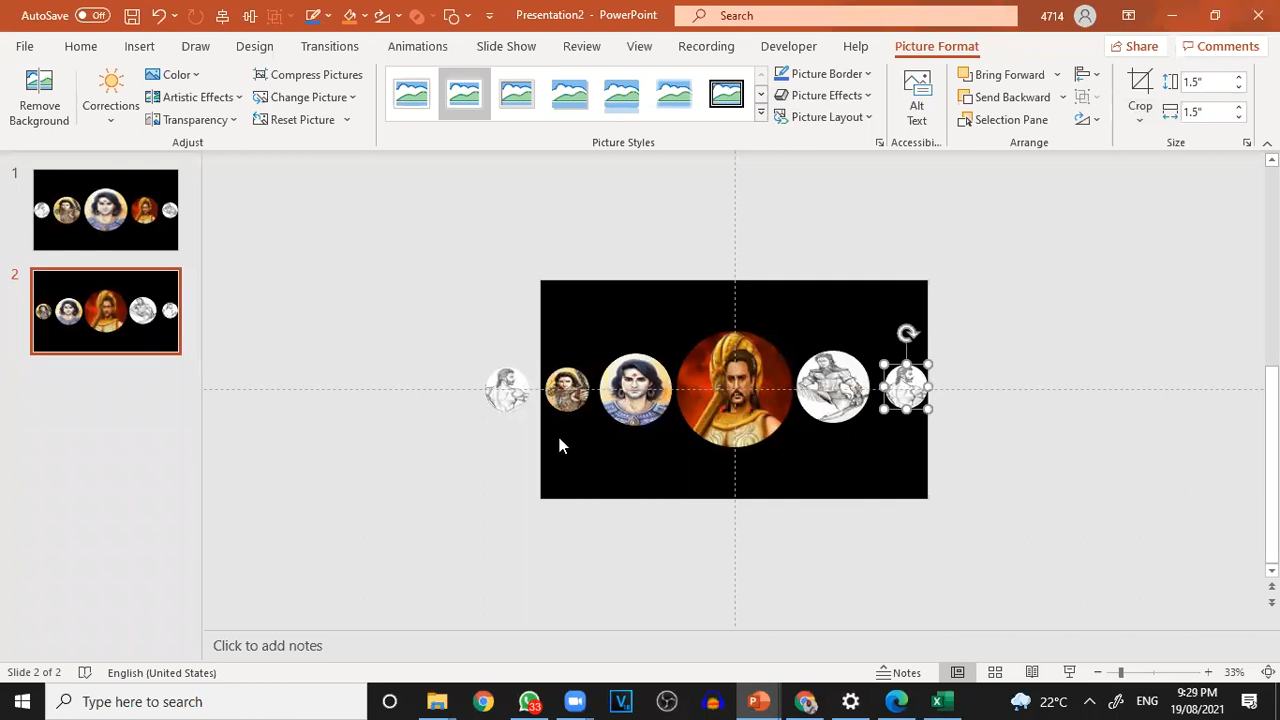 AutoSave Off Presentation2 - PowerPoint Search 4714
File Home Insert Draw Design Transitions Animations Slide Show Review View Recording Developer Help Picture Format Share Comments
Remove Background
Corrections
Color
Artistic Effects
Transparency
Compress Pictures
Change Picture
Reset Picture
Adjust
Picture Styles
Picture Border
Picture Effects
Picture Layout
Alt Text
Accessibi...
Bring Forward
Send Backward
Selection Pane
Arrange
Crop
1.5"
1.5"
Size
1
2
Click to add notes
Slide 2 of 2 English (United States) Notes 33%
Type here to search 33 22°C ENG 9:29 PM
19/08/2021